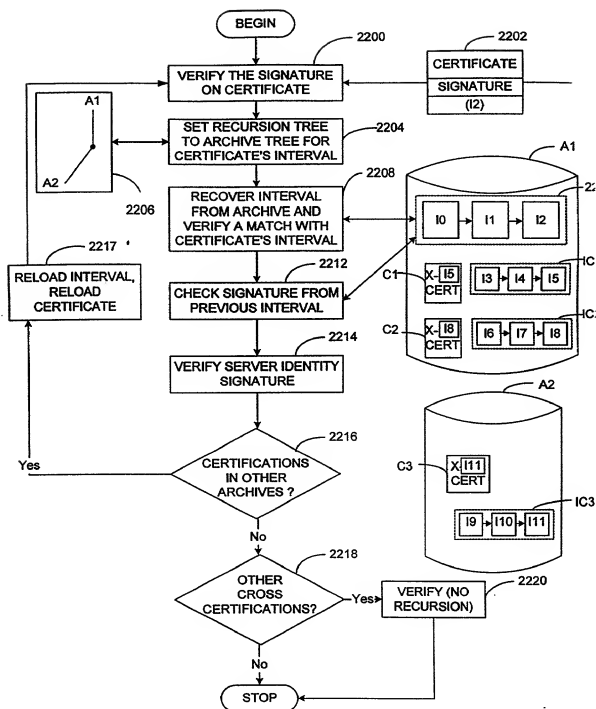 BEGIN
2200
VERIFY THE SIGNATURE
ON CERTIFICATE
2202
CERTIFICATE
SIGNATURE
(I2)
A1
A2
2206
SET RECURSION TREE
TO ARCHIVE TREE FOR
CERTIFICATE'S INTERVAL
2204
RECOVER INTERVAL
FROM ARCHIVE AND
VERIFY A MATCH WITH
CERTIFICATE'S INTERVAL
2208
A1
I0
I1
I2
C1
X-I5
CERT
I3
I4
I5
C2
X-I8
CERT
I6
I7
I8
2217
RELOAD INTERVAL,
RELOAD
CERTIFICATE
2212
CHECK SIGNATURE FROM
PREVIOUS INTERVAL
2214
VERIFY SERVER IDENTITY
SIGNATURE
A2
C3
X-I11
CERT
IC3
I9
I10
I11
2216
CERTIFICATIONS
IN OTHER
ARCHIVES ?
Yes
No
2218
OTHER
CROSS
CERTIFICATIONS?
Yes
2220
VERIFY (NO
RECURSION)
No
STOP